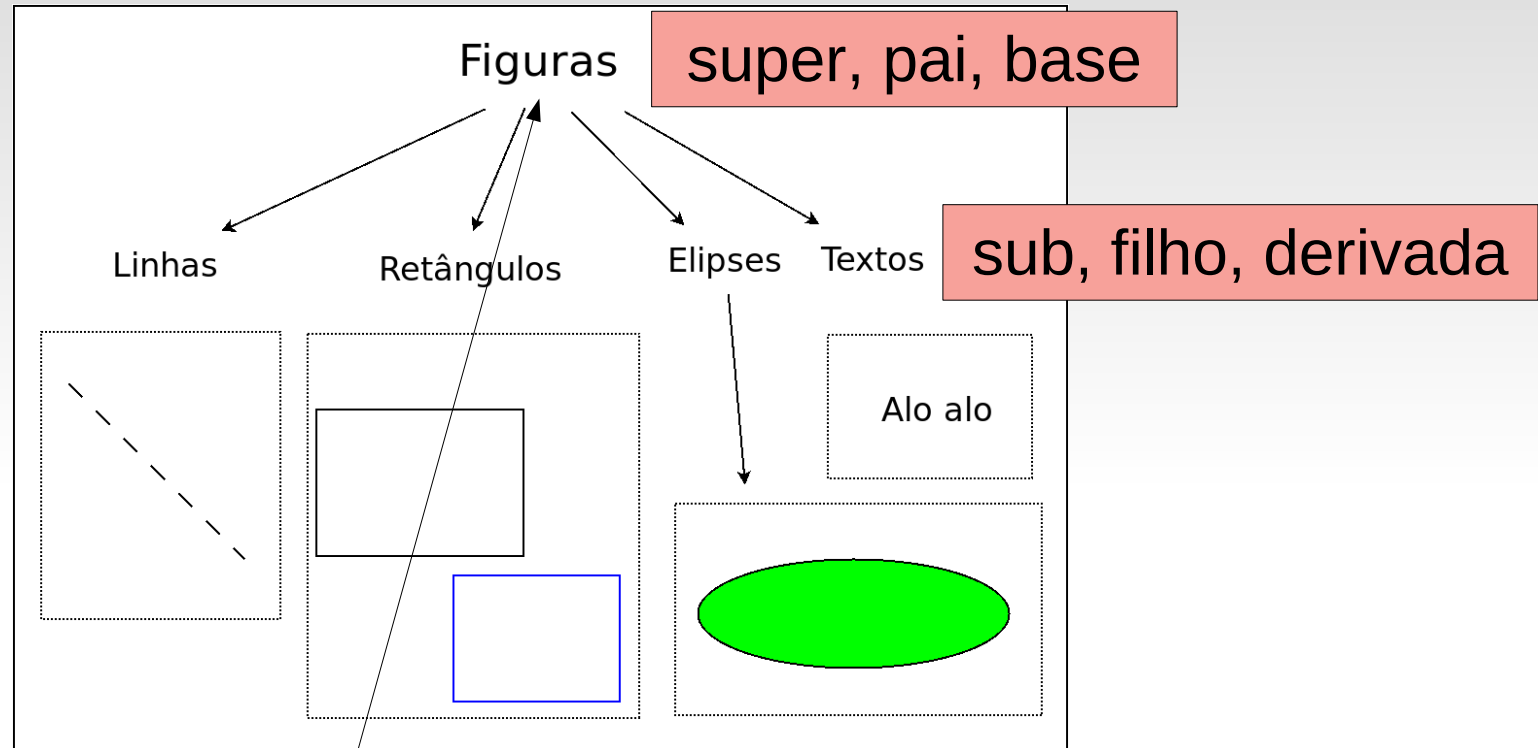 Figuras
super, pai, base
Linhas
Retângulos
Elipses
Textos
sub, filho, derivada
Alo alo